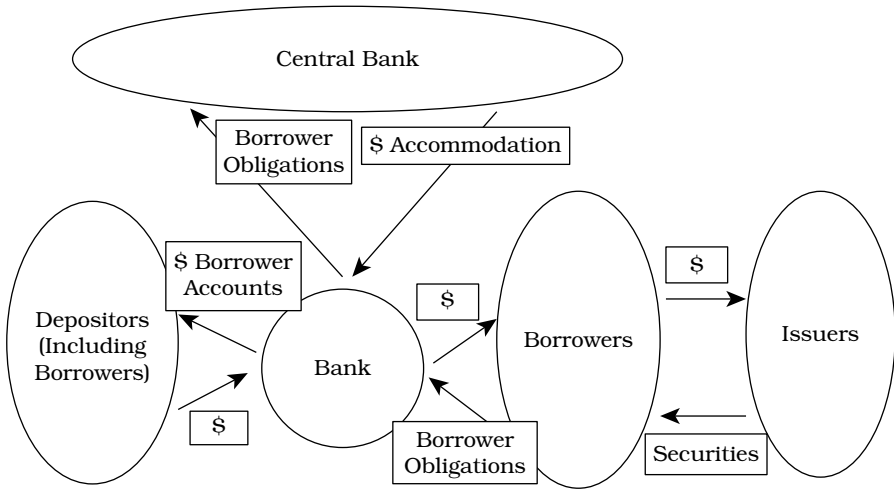 Central Bank
Borrower
Obligations
$ Accommodation
$ Borrower
Accounts
$
$
Depositors
(Including
Borrowers)
Bank
Borrowers
Issuers
$
Borrower
Obligations
Securities